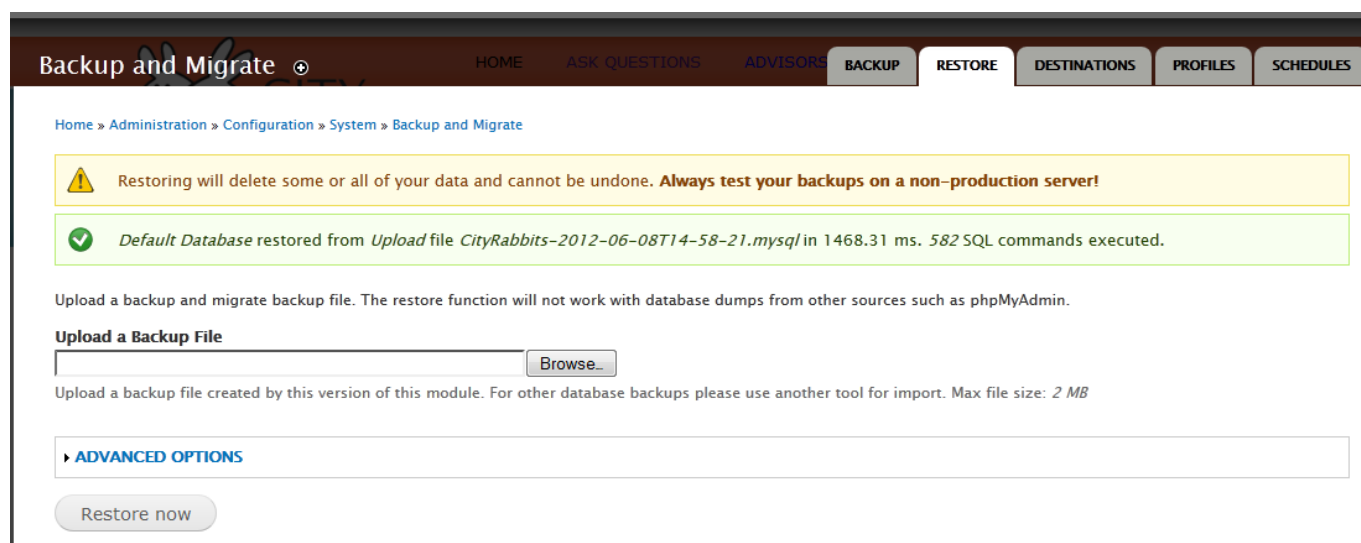 Backup and Migrate
HOME ASK QUESTIONS ADVISORS
BACKUP RESTORE DESTINATIONS PROFILES SCHEDULES
CITY
Home » Administration » Configuration » System » Backup and Migrate
Restoring will delete some or all of your data and cannot be undone. Always test your backups on a non-production server!
Default Database restored from Upload file CityRabbits-2012-06-08T14-58-21.mysql in 1468.31 ms. 582 SQL commands executed.
Upload a backup and migrate backup file. The restore function will not work with database dumps from other sources such as phpMyAdmin.
Upload a Backup File
Browse...
Upload a backup file created by this version of this module. For other database backups please use another tool for import. Max file size: 2 MB
ADVANCED OPTIONS
Restore now